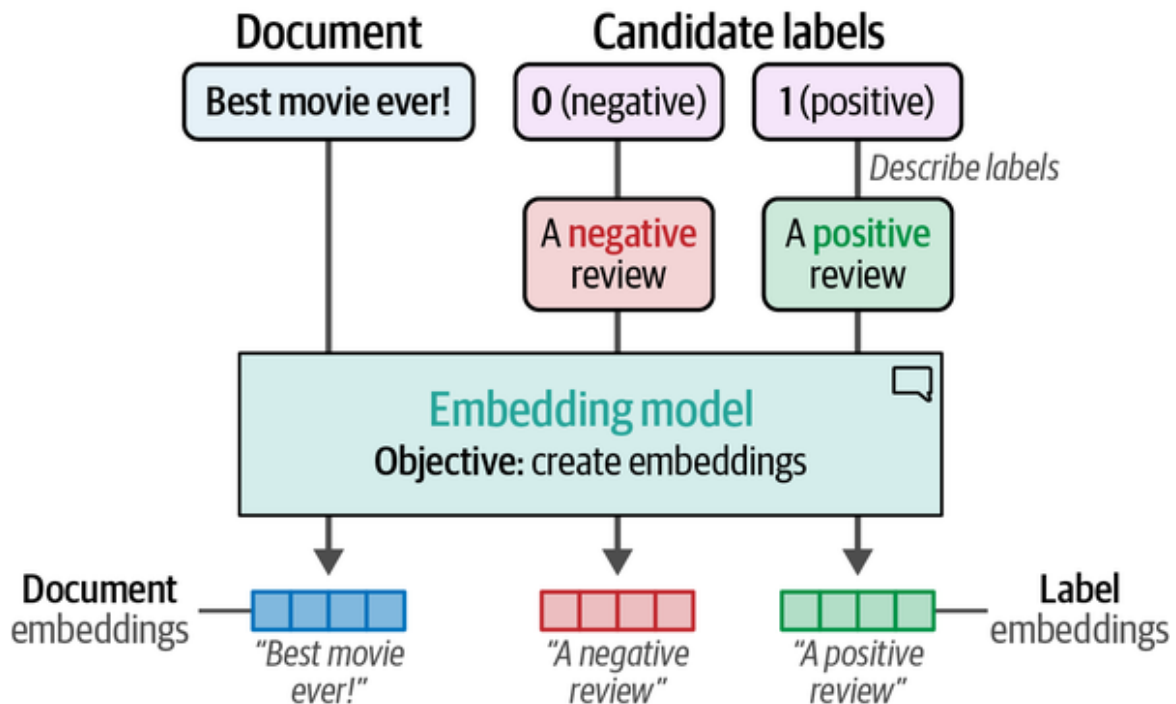 Document
Candidate labels
Best movie ever!
0 (negative)
1 (positive)
Describe labels
A negative
review
A positive
review
Embedding model
Objective: create embeddings
Document
embeddings
"Best movie
ever!"
"A negative
review"
"A positive
review"
Label
embeddings